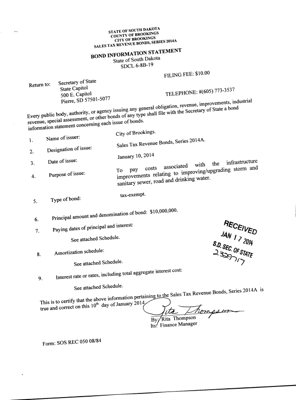 STATE OF SOUTH DAKOTA
COUNTY OF BROOKINGS
CITY OF BROOKINGS
SALES TAX REVENUE BONDS, SERIES 2014A
BOND INFORMATION STATEMENT
State of South Dakota
SDCL 6-8B-19
FILING FEE: $10.00
Return to: Secretary of State
State Capitol
500 E. Capitol
Pierre, SD 57501-5077
TELEPHONE: #(605) 773-3537
Every public body, authority, or agency issuing any general obligation, revenue, improvements, industrial
revenue, special assessment, or other bonds of any type shall file with the Secretary of State a bond
information statement concerning each issue of bonds.
1. Name of issuer: City of Brookings.
2. Designation of issue: Sales Tax Revenue Bonds, Series 2014A.
3. Date of issue: January 10, 2014
4. Purpose of issue: To pay costs associated with the infrastructure
improvements relating to improving/upgrading storm and
sanitary sewer, road and drinking water.
5. Type of bond: tax-exempt.
6. Principal amount and denomination of bond: $10,000,000.
7. Paying dates of principal and interest:
See attached Schedule.
8. Amortization schedule:
See attached Schedule.
9. Interest rate or rates, including total aggregate interest cost:
See attached Schedule.
RECEIVED
JAN 17 2014
S.D. SEC. OF STATE
This is to certify that the above information pertaining to the Sales Tax Revenue Bonds, Series 2014A is
true and correct on this 10th day of January 2014.
Rita Thompson
By: Rita Thompson
Its: Finance Manager
Form: SOS REC 050 08/84